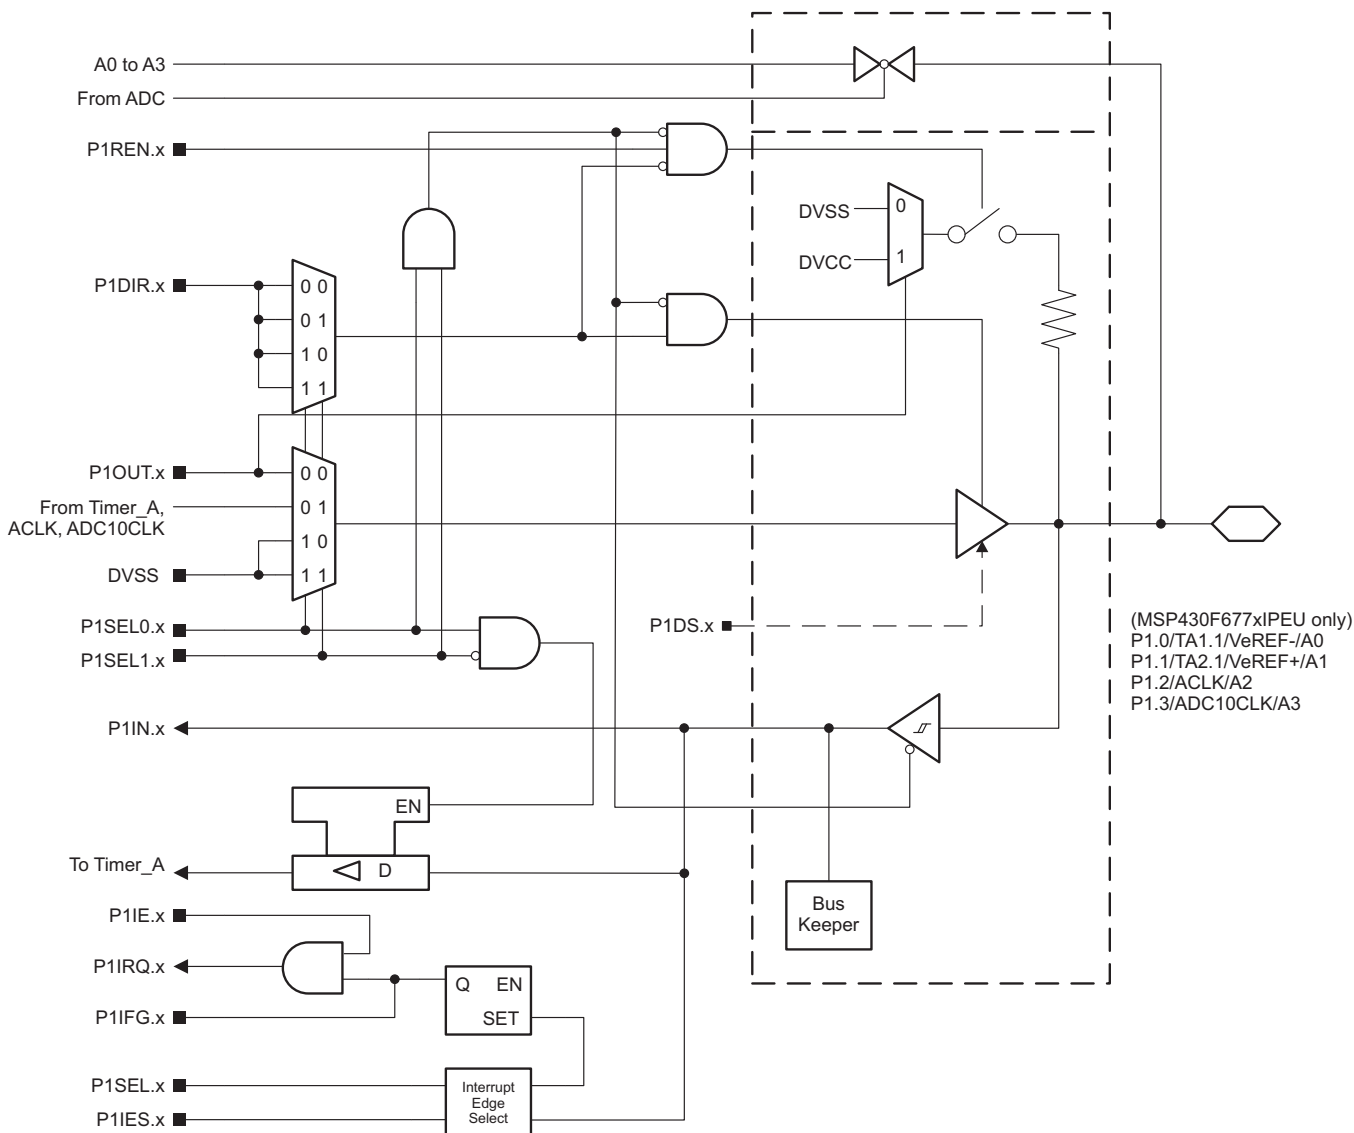 A0 to A3
From ADC
P1REN.x
DVSS
0
DVCC
1
P1DIR.x
0 0
0 1
1 0
1 1
P1OUT.x
0 0
From Timer_A,
ACLK, ADC10CLK
0 1
1 0
DVSS
1 1
P1SEL0.x
P1SEL1.x
P1DS.x
(MSP430F677xIPEU only)
P1.0/TA1.1/VeREF-/A0
P1.1/TA2.1/VeREF+/A1
P1.2/ACLK/A2
P1.3/ADC10CLK/A3
P1IN.x
EN
To Timer_A
D
Bus
Keeper
P1IE.x
P1IRQ.x
Q EN
SET
P1IFG.x
P1SEL.x
P1IES.x
Interrupt
Edge
Select